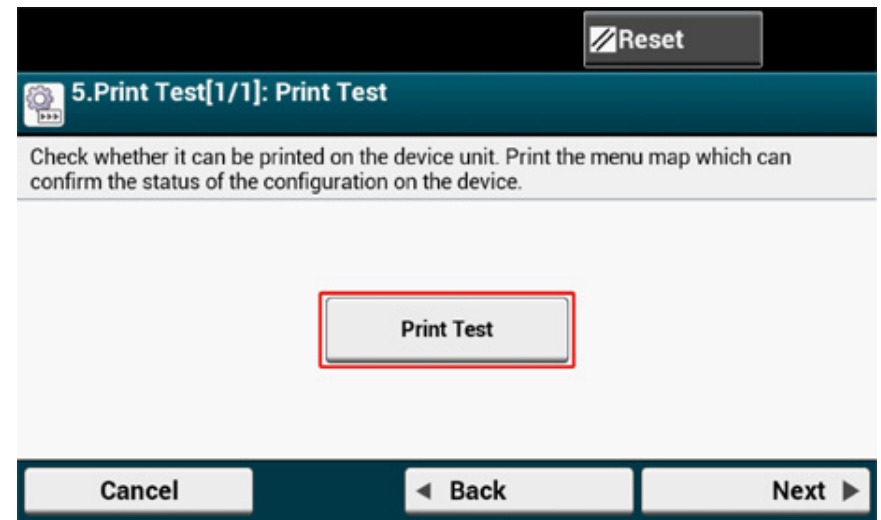 Reset
5.Print Test[1/1]: Print Test
Check whether it can be printed on the device unit. Print the menu map which can
confirm the status of the configuration on the device.
Print Test
Cancel
Back
Next